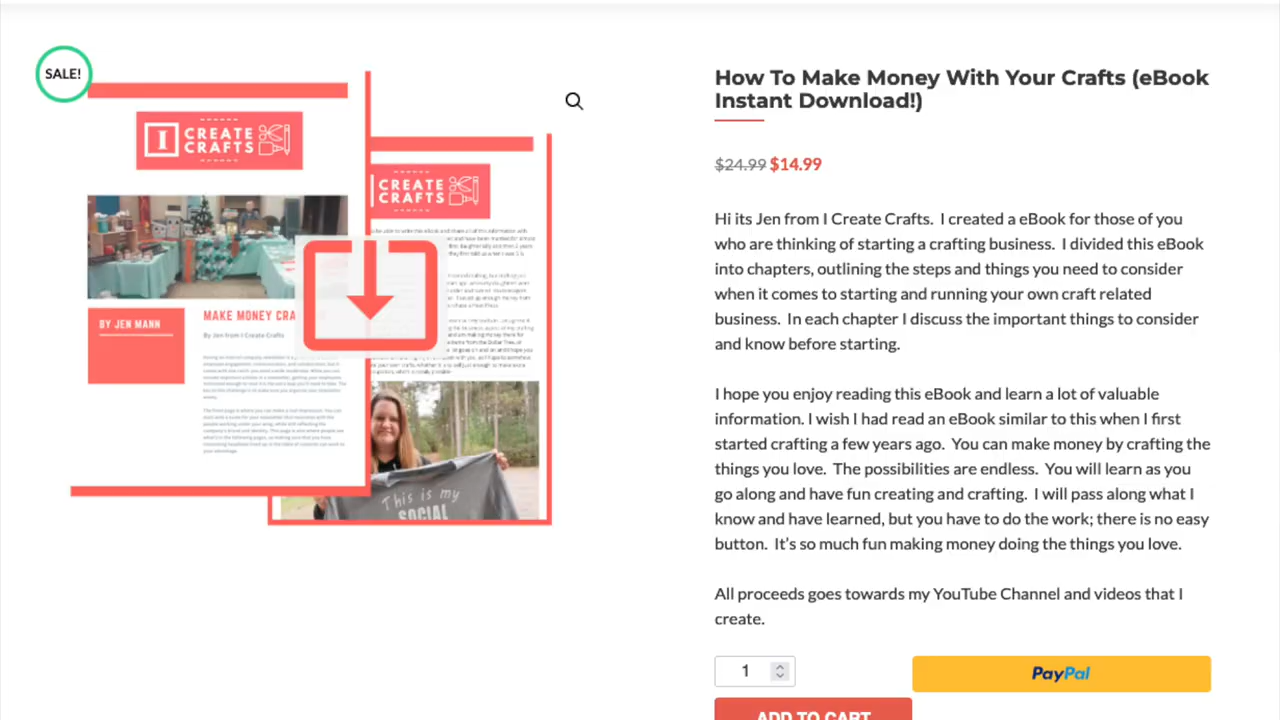 SALE!
I CREATE
CRAFTS
CREATE
CRAFTS
BY JEN MANN
MAKE MONEY CRA
By Jen from I Create Crafts
This is my
SOCIAL
How To Make Money With Your Crafts (eBook
Instant Download!)
$24.99 $14.99
Hi its Jen from I Create Crafts.  I created a eBook for those of you
who are thinking of starting a crafting business.  I divided this eBook
into chapters, outlining the steps and things you need to consider
when it comes to starting and running your own craft related
business.  In each chapter I discuss the important things to consider
and know before starting.
I hope you enjoy reading this eBook and learn a lot of valuable
information. I wish I had read an eBook similar to this when I first
started crafting a few years ago.  You can make money by crafting the
things you love.  The possibilities are endless.  You will learn as you
go along and have fun creating and crafting.  I will pass along what I
know and have learned, but you have to do the work; there is no easy
button.  It’s so much fun making money doing the things you love.
All proceeds goes towards my YouTube Channel and videos that I
create.
1
PayPal
ADD TO CART